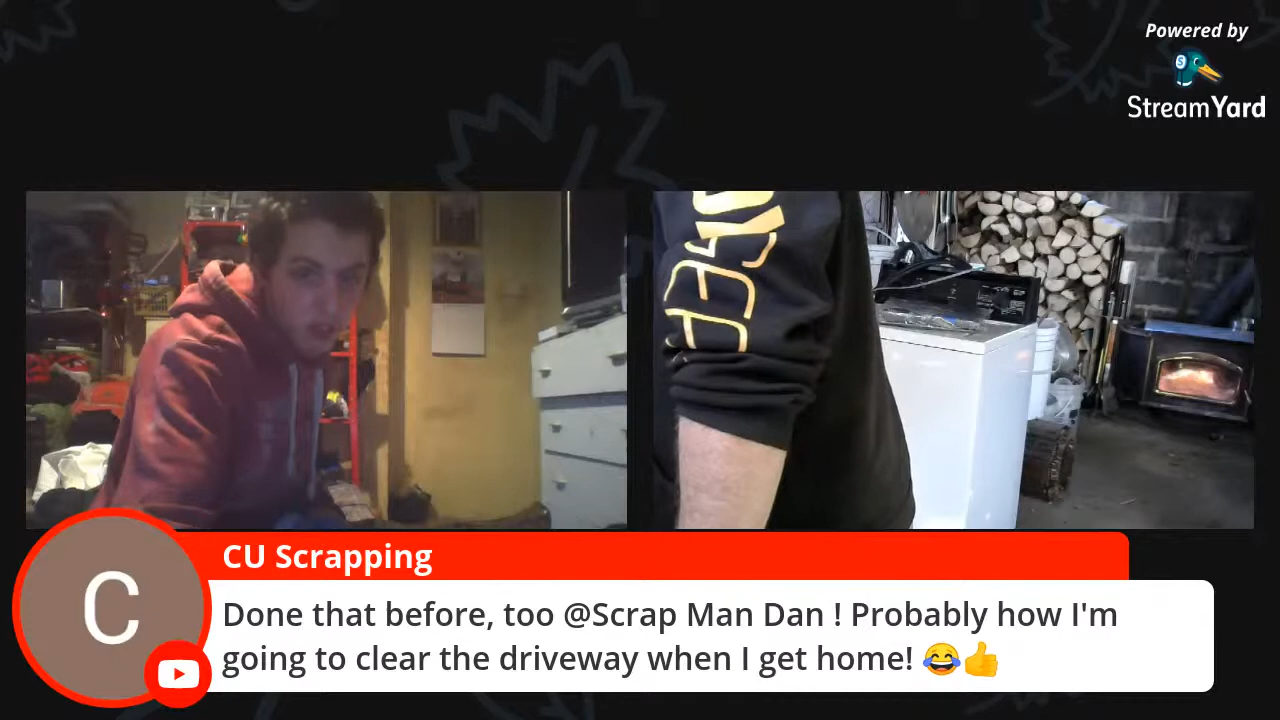 Powered by
StreamYard
CU Scrapping
C
Done that before, too @Scrap Man Dan ! Probably how I'm
going to clear the driveway when I get home! 😂👍